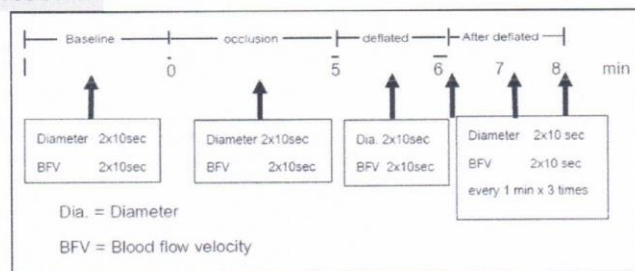 Baseline occlusion deflated After deflated
0 5 6 7 8 min
Diameter 2x10sec
BFV 2x10sec
Diameter 2x10sec
BFV 2x10sec
Dia. 2x10sec
BFV 2x10sec
Diameter 2x10 sec
BFV 2x10 sec
every 1 min x 3 times
Dia. = Diameter
BFV = Blood flow velocity